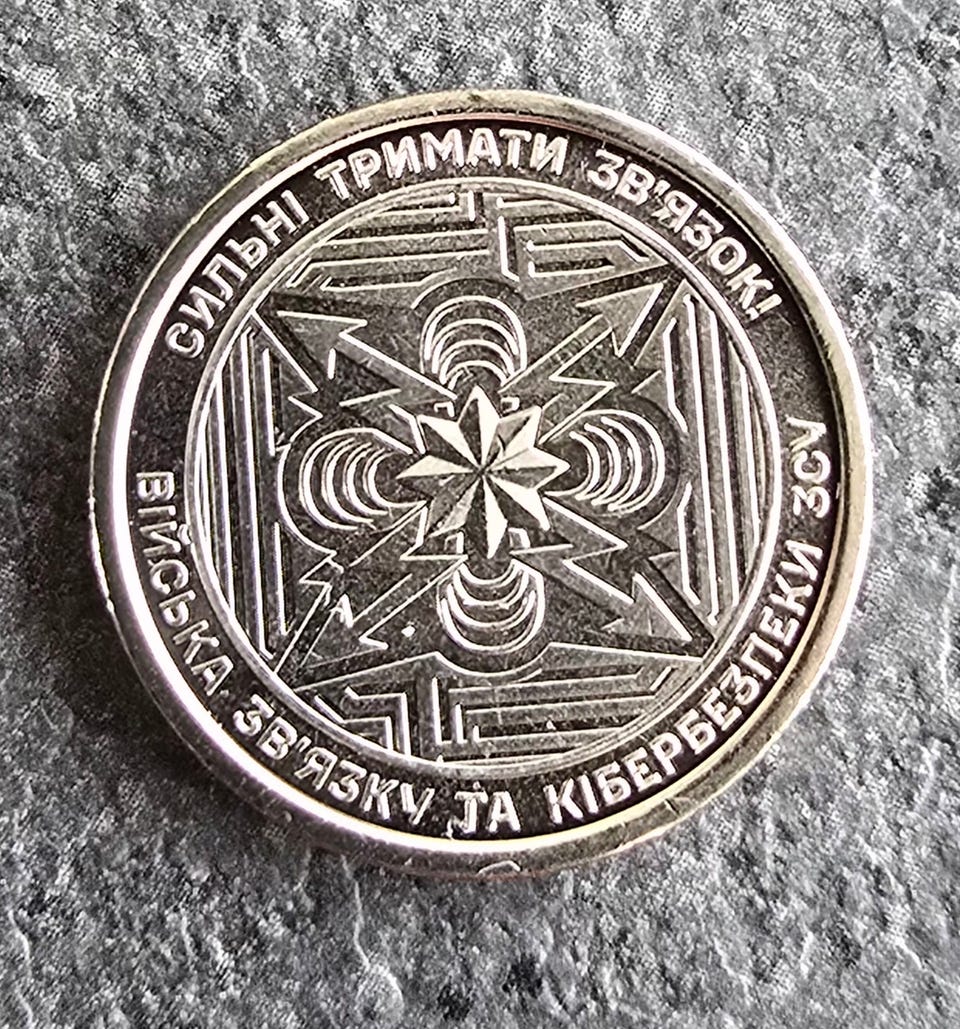 СИЛЬНІ ТРИМАТИ ЗВ'ЯЗОК!
ВІЙСЬКА ЗВ'ЯЗКУ ТА КІБЕРБЕЗПЕКИ ЗСУ